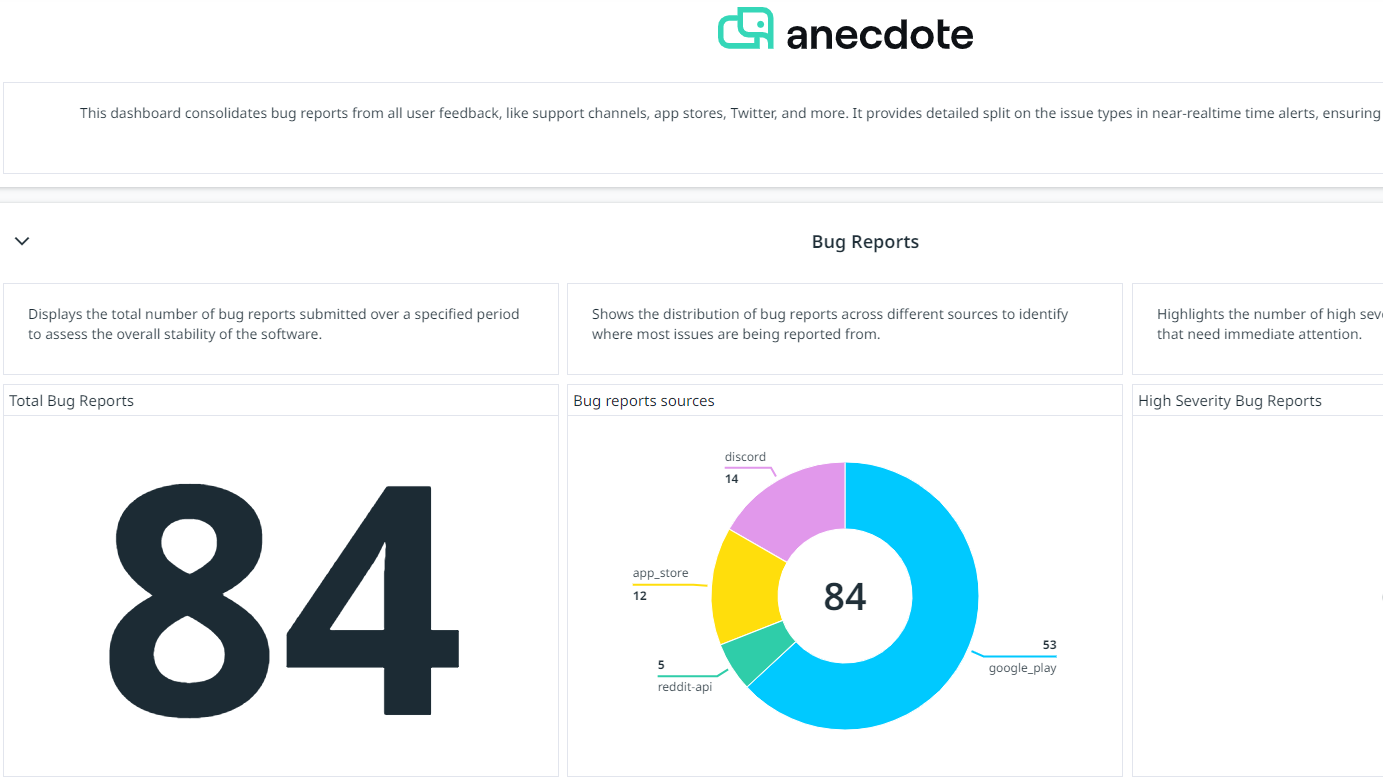 anecdote
This dashboard consolidates bug reports from all user feedback, like support channels, app stores, Twitter, and more. It provides detailed split on the issue types in near-realtime time alerts, ensuring
Bug Reports
Displays the total number of bug reports submitted over a specified period
to assess the overall stability of the software.
Shows the distribution of bug reports across different sources to identify
where most issues are being reported from.
Highlights the number of high
that need immediate attention.
Total Bug Reports
Bug reports sources
High Severity Bug Reports
84
discord
14
app_store
12
5
reddit-api
84
53
google_play